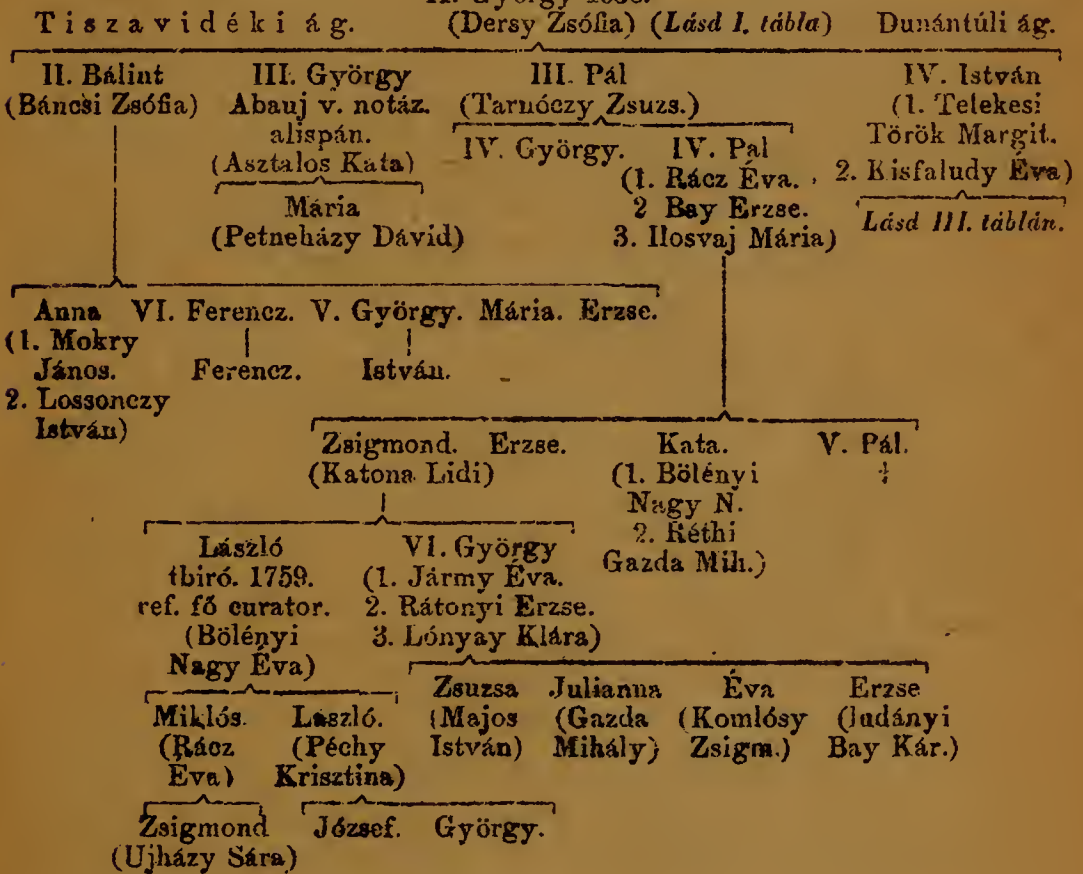 Tiszavidéki ág. (Dersy Zsófia) (Lásd I. tábla) Dunántúli ág.
II. Bálint III. György III. Pál IV. István
(Báncsi Zsófia) Abauj v. notáz. (Tarnóczy Zsuzs.) (1. Telekesi
alispán. Török Margit.
(Asztalos Kata) IV. György. IV. Pal 2. Kisfaludy Éva)
Mária (1. Rácz Éva. Lásd III. táblán.
(Petneházy Dávid) 2 Bay Erzse.
3. Ilosvaj Mária)
Anna VI. Ferencz. V. György. Mária. Erzse.
(1. Mokry
János. Ferencz. István.
2. Lossonczy
István)
Zsigmond. Erzse. Kata. V. Pál.
(Katona Lidi) (1. Bölényi
Nagy N.
2. Réthi
Gazda Mih.)
László VI. György
tbiró. 1759. (1. Jármy Éva.
ref. fő curator. 2. Rátonyi Erzse.
(Bölényi 3. Lónyay Klára)
Nagy Éva)
Zsuzsa Julianna Éva Erzse
Miklós. László. (Majos (Gazda (Komlósy (Iudányi
(Rácz (Péchy István) Mihály) Zsigm.) Bay Kár.)
Éva) Krisztina)
Zsigmond József. György.
(Ujházy Sára)